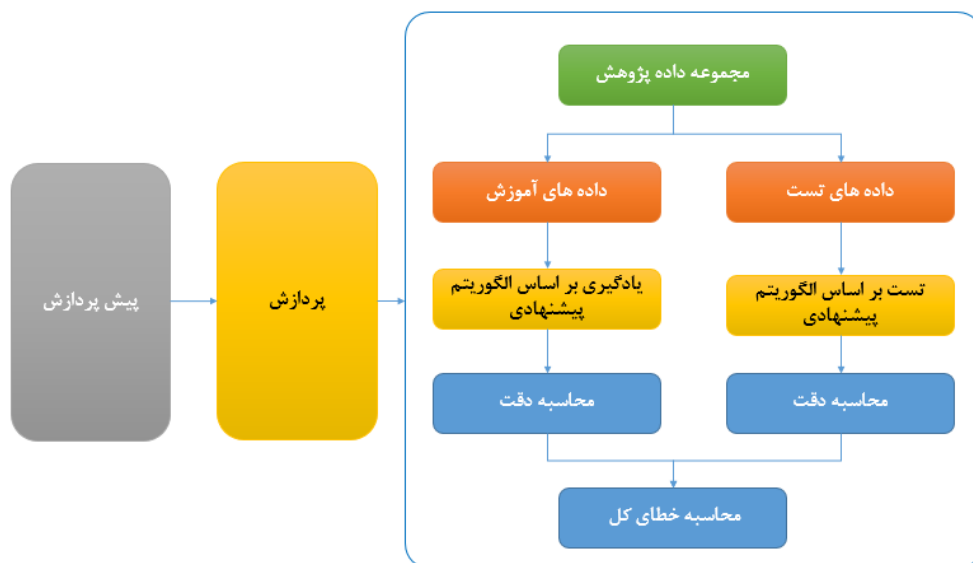 مجموعه داده پژوهش
داده های آموزش
داده های تست
پیش پردازش
پردازش
یادگیری بر اساس الگوریتم
پیشنهادی
تست بر اساس الگوریتم
پیشنهادی
محاسبه دقت
محاسبه دقت
محاسبه خطای کل